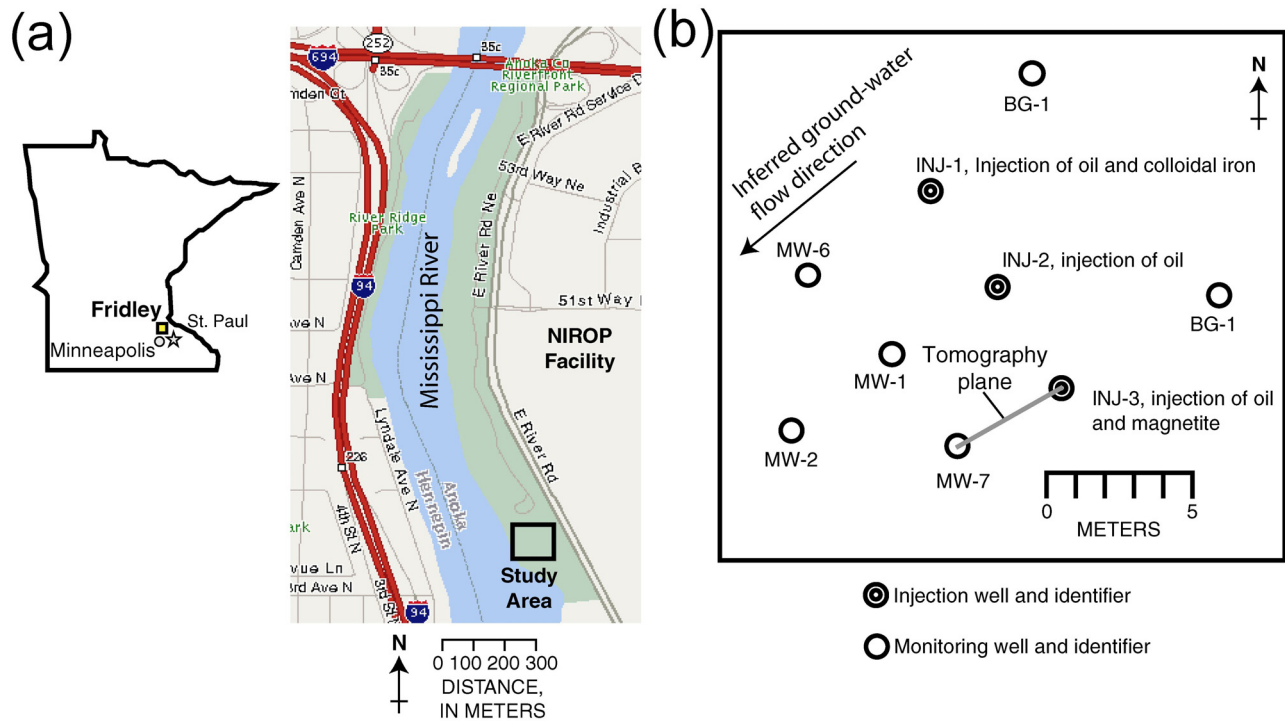 (a)
Fridley
St. Paul
Minneapolis
694
252
35c
35c
Anoka Cn
Riverfront
Regional Park
mden Ct
E River Rd Service D
53rd Way Ne
Industrial B
Camden Ave N
River Ridge
Park
Mississippi River
E River Rd Ne
94
51st Way
ave N
NIROP
Facility
Ave N
E River Rd
Lyndale Ave N
226
Hennepin
Anoka
4th St N
ark
vue Ln
3rd Ave N
3rd St N
94
Study
Area
N
0 100 200 300
DISTANCE,
IN METERS
(b)
N
BG-1
Inferred ground-water
flow direction
INJ-1, Injection of oil and colloidal iron
MW-6
INJ-2, injection of oil
BG-1
Tomography
plane
MW-1
INJ-3, injection of oil
and magnetite
MW-2
MW-7
0 5
METERS
Injection well and identifier
Monitoring well and identifier